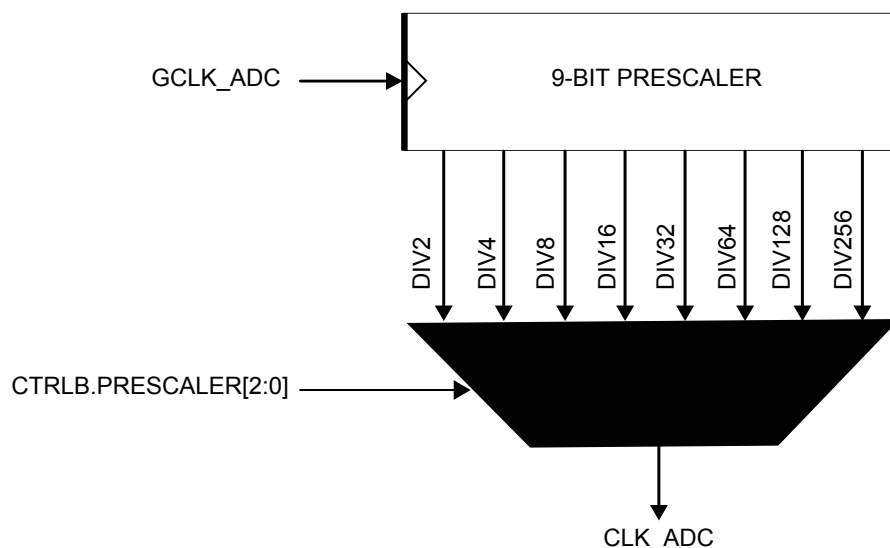 GCLK_ADC
9-BIT PRESCALER
DIV2
DIV4
DIV8
DIV16
DIV32
DIV64
DIV128
DIV256
CTRLB.PRESCALER[2:0]
CLK_ADC